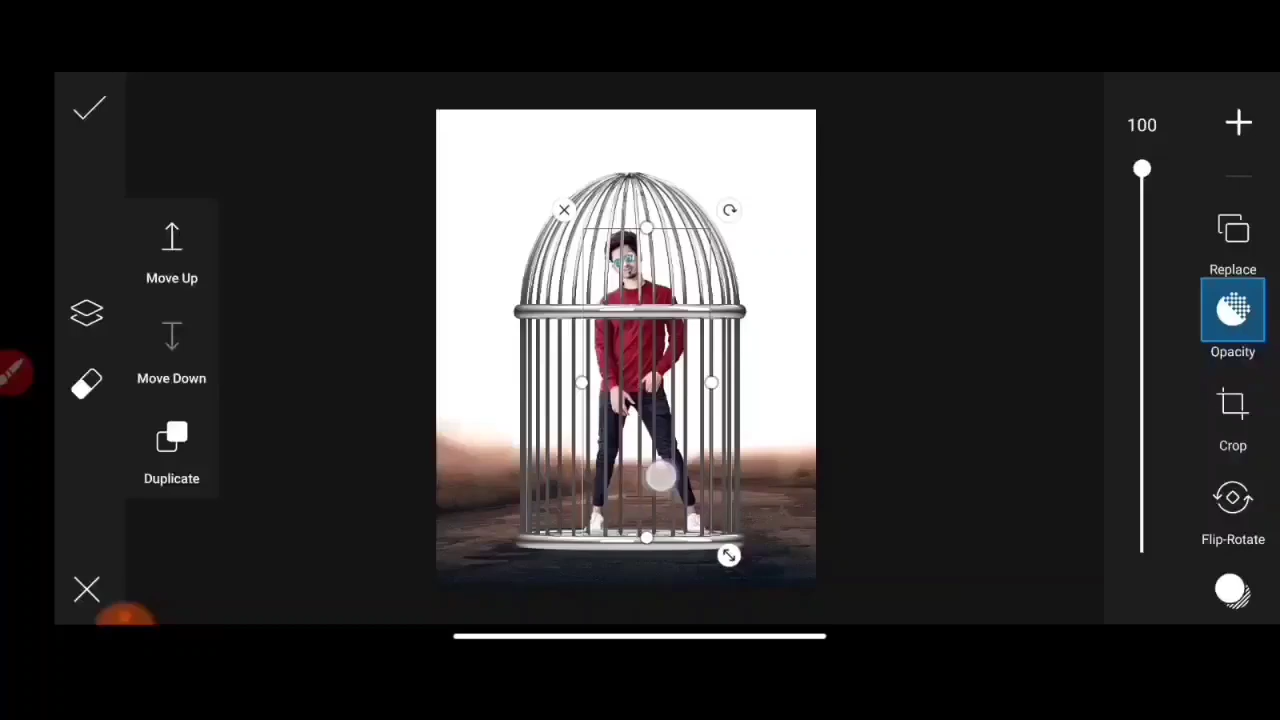 100
Move Up
Move Down
Duplicate
Replace
Opacity
Crop
Flip-Rotate